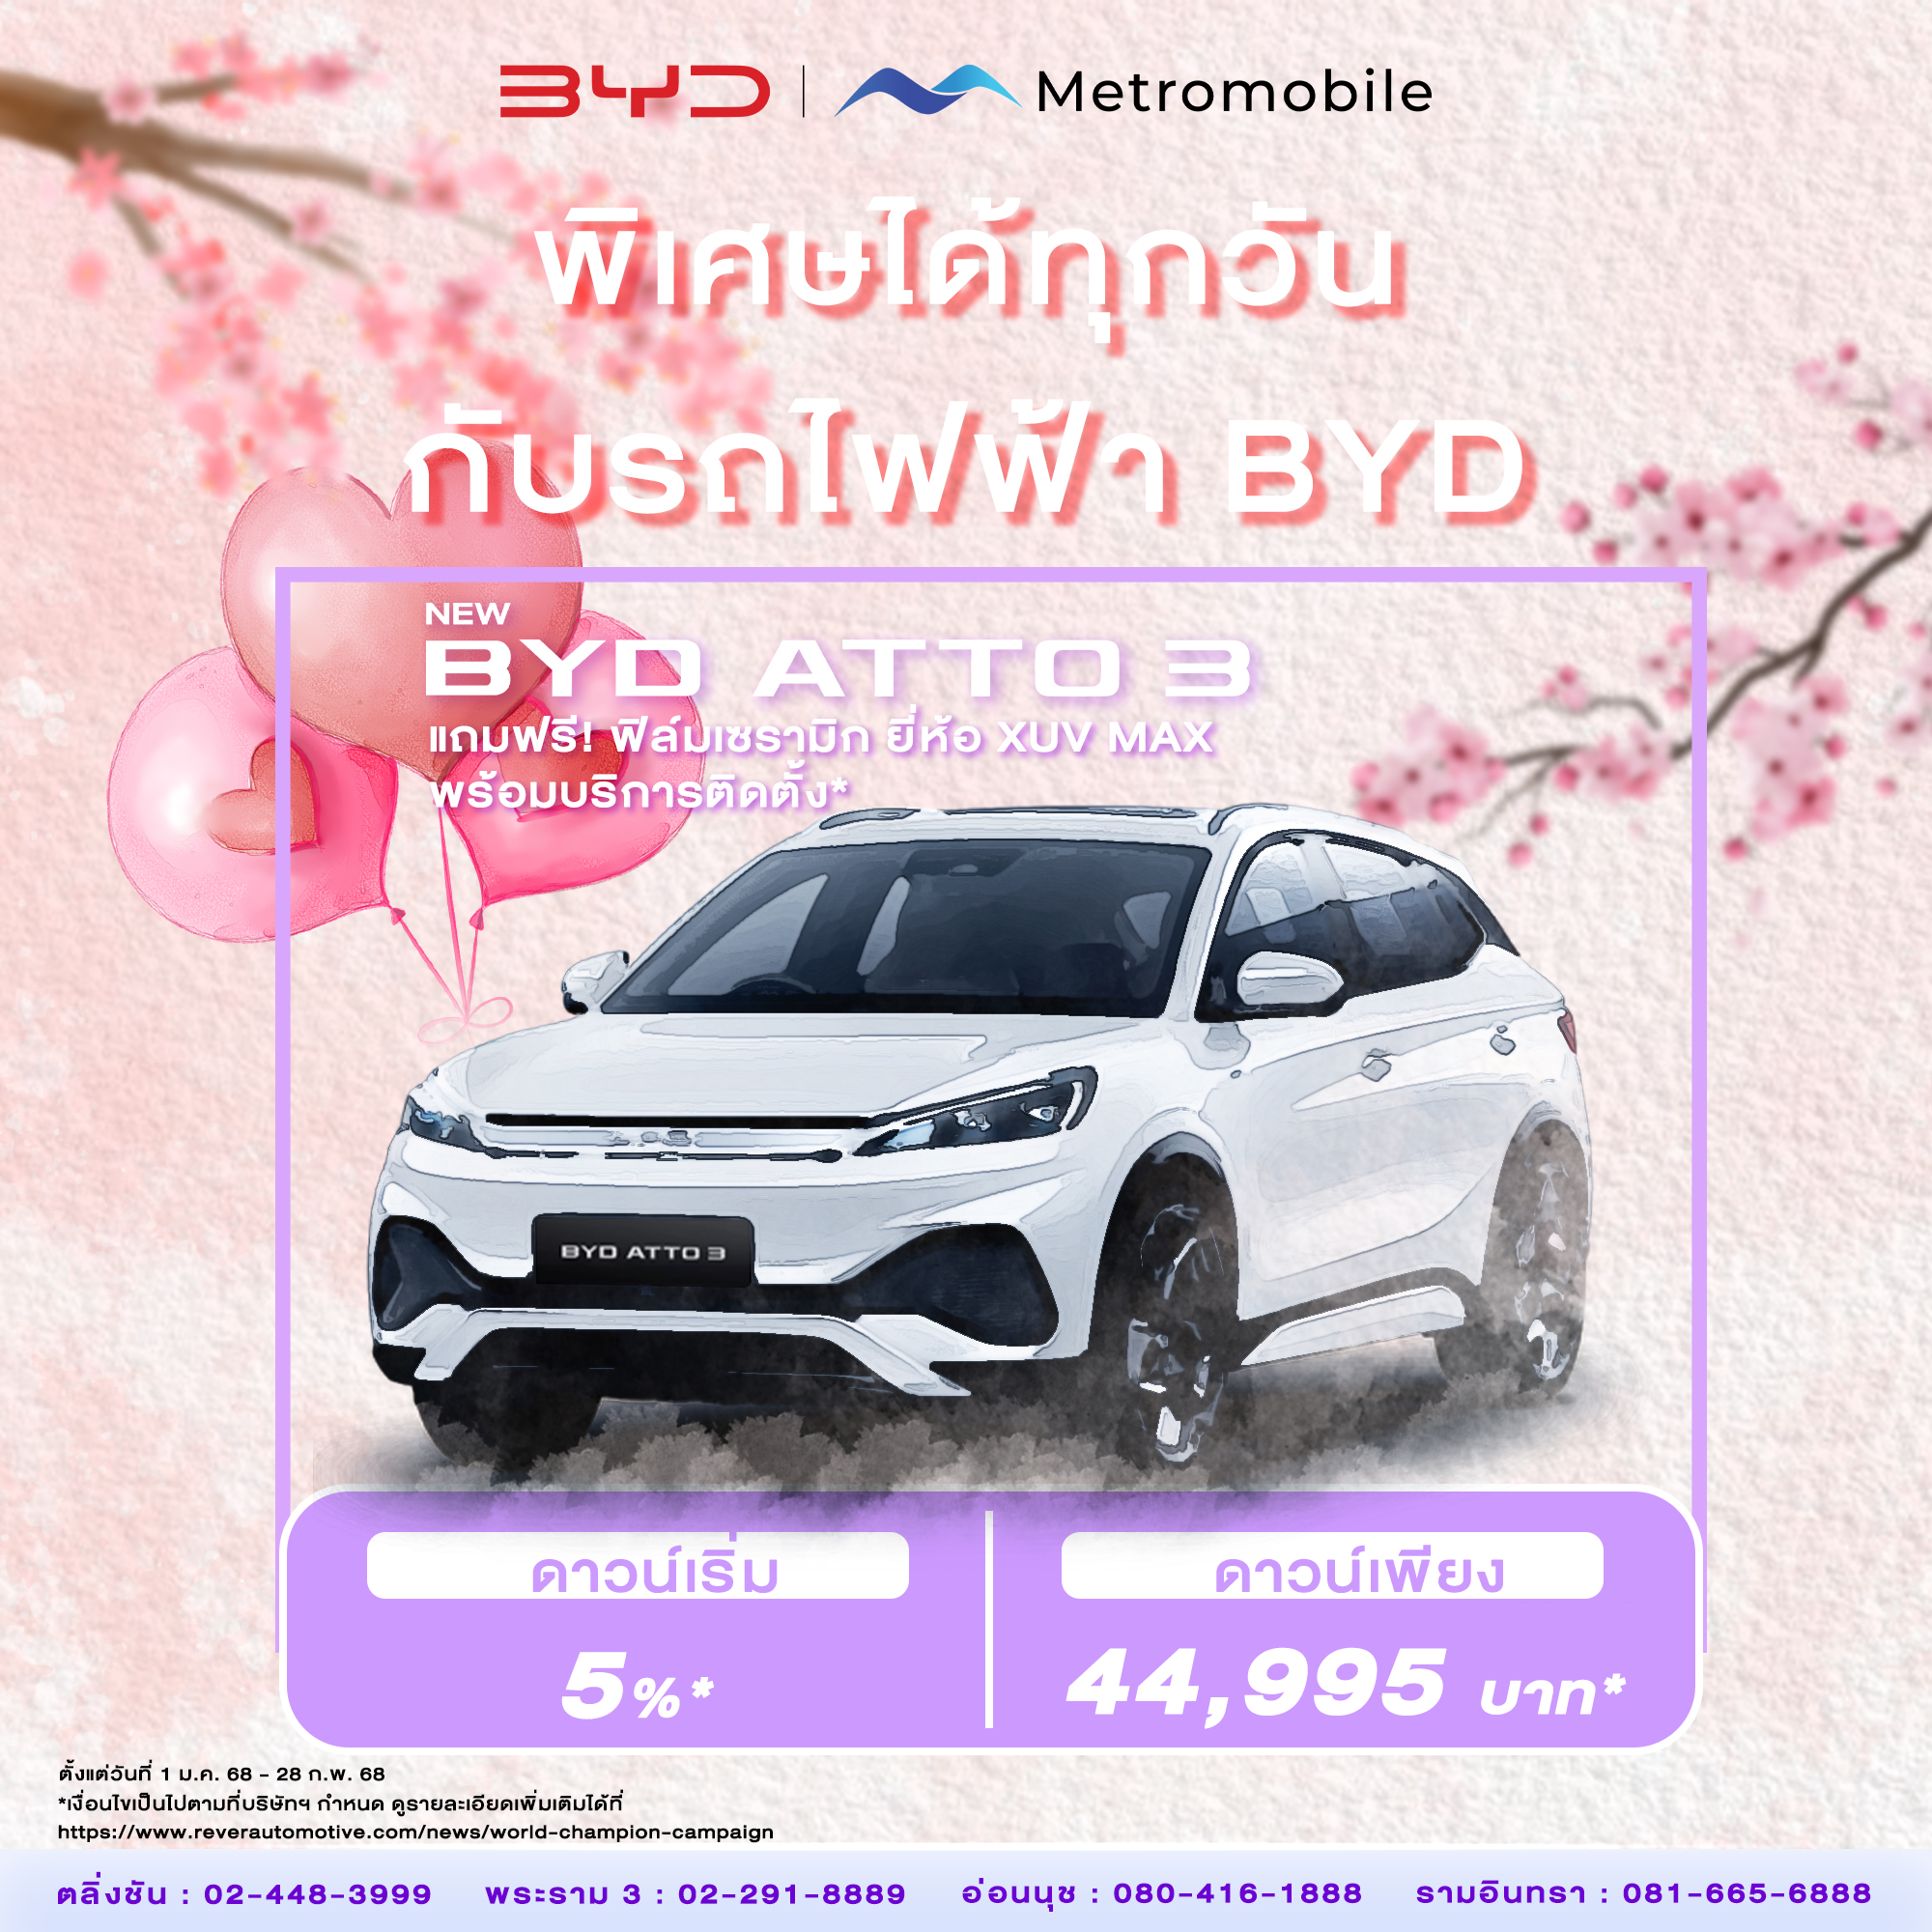 BYD | Metromobile
พิเศษได้ทุกวัน
กับรถไฟฟ้า BYD
NEW
BYD ATTO 3
แถมฟรี! ฟิล์มเซรามิก ยี่ห้อ XUV MAX
พร้อมบริการติดตั้ง*
BYD ATTO 3
ดาวน์เริ่ม
5%*
ดาวน์เพียง
44,995 บาท*
ตั้งแต่วันที่ 1 ม.ค. 68 - 28 ก.พ. 68
*เงื่อนไขเป็นไปตามที่บริษัทฯ กำหนด ดูรายละเอียดเพิ่มเติมได้ที่
https://www.reverautomotive.com/news/world-champion-campaign
ตลิ่งชัน : 02-448-3999 พระราม 3 : 02-291-8889 อ่อนนุช : 080-416-1888 รามอินทรา : 081-665-6888